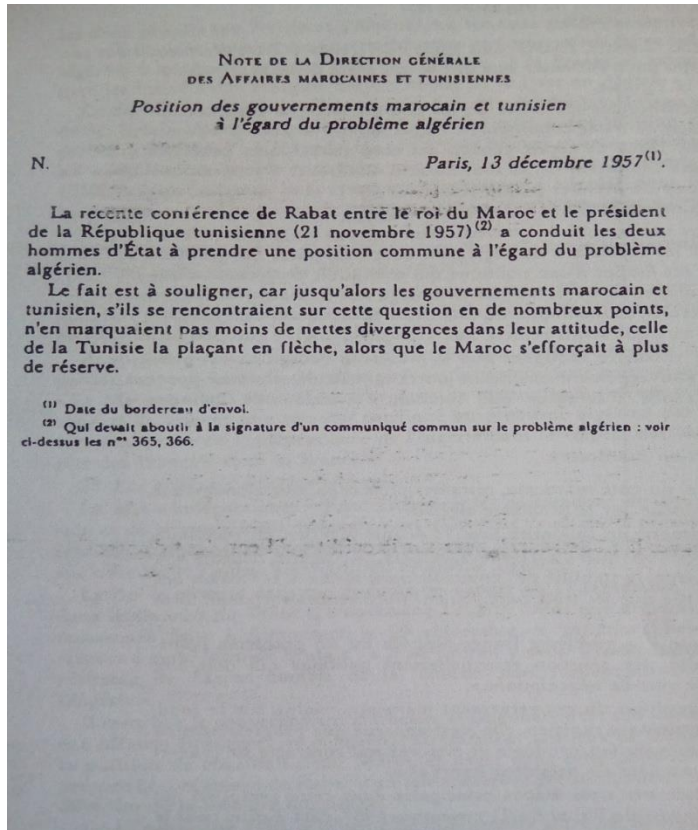 NOTE DE LA DIRECTION GÉNÉRALE
DES AFFAIRES MAROCAINES ET TUNISIENNES
Position des gouvernements marocain et tunisien
à l'égard du problème algérien
N. Paris, 13 décembre 1957(1).
La récente conférence de Rabat entre le roi du Maroc et le président
de la République tunisienne (21 novembre 1957)(2) a conduit les deux
hommes d'État à prendre une position commune à l'égard du problème
algérien.
Le fait est à souligner, car jusqu'alors les gouvernements marocain et
tunisien, s'ils se rencontraient sur cette question en de nombreux points,
n'en marquaient pas moins de nettes divergences dans leur attitude, celle
de la Tunisie la plaçant en flèche, alors que le Maroc s'efforçait à plus
de réserve.
(1) Date du bordereau d'envoi.
(2) Qui devait aboutir à la signature d'un communiqué commun sur le problème algérien : voir
ci-dessus les nos 365, 366.